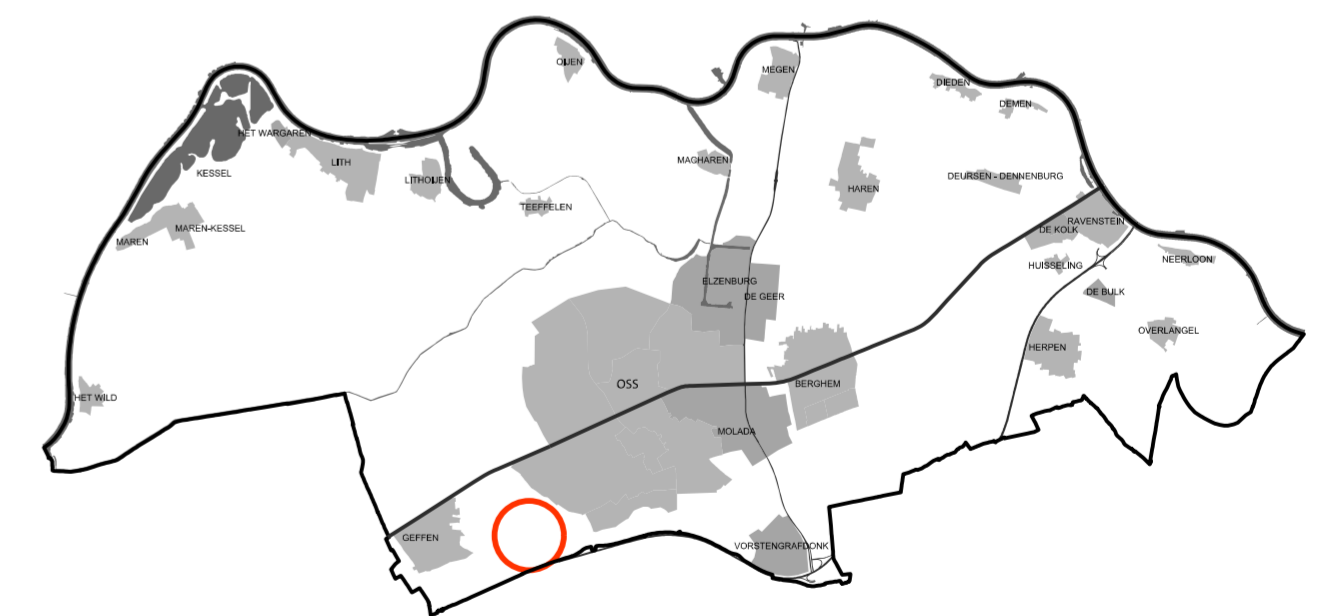 OIJEN
MEGEN
DIEDEN
DEMEN
HET WARGAREN
LITH
MAGHAREN
KESSEL
LITHOIJEN
DEURSEN - DENNENBURG
HAREN
TEEFFELEN
RAVENSTEIN
MAREN-KESSEL
DE KOLK
MAREN
NEERLOON
HUISSELING
ELZENBURG
DE BULK
DE GEER
OVERLANGEL
HERPEN
OSS
BERGHEM
HET WILD
MOLADA
GEFFEN
VORSTENGRAFDONK